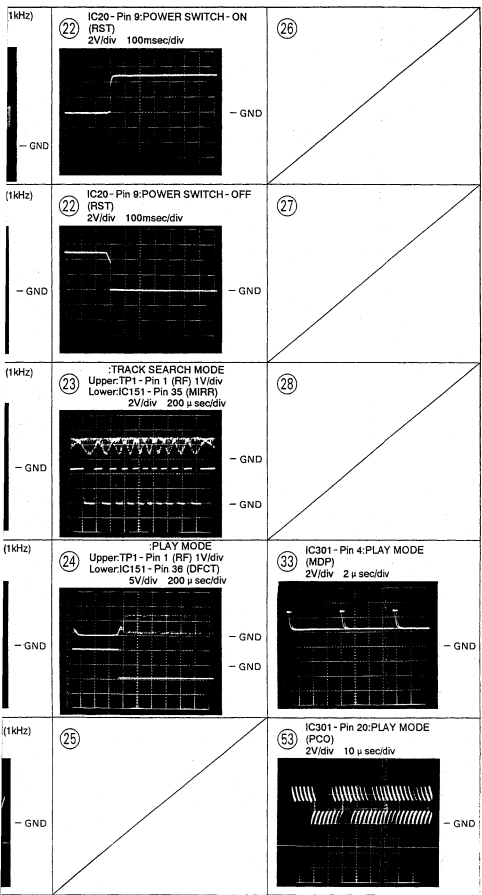 1kHz)
22
IC20-Pin 9:POWER SWITCH-ON
(RST)
2V/div 100msec/div
26
– GND
– GND
(1kHz)
22
IC20-Pin 9:POWER SWITCH-OFF
(RST)
2V/div 100msec/div
27
– GND
– GND
(1kHz)
23
:TRACK SEARCH MODE
Upper:TP1-Pin 1 (RF) 1V/div
Lower:IC151-Pin 35 (MIRR)
2V/div 200 μ sec/div
28
– GND
– GND
– GND
(1kHz)
24
:PLAY MODE
Upper:TP1-Pin 1 (RF) 1V/div
Lower:IC151-Pin 36 (DFCT)
5V/div 200 μ sec/div
33
IC301-Pin 4:PLAY MODE
(MDP)
2V/div 2 μ sec/div
– GND
– GND
– GND
– GND
(1kHz)
25
53
IC301-Pin 20:PLAY MODE
(PCO)
2V/div 10 μ sec/div
– GND
– GND